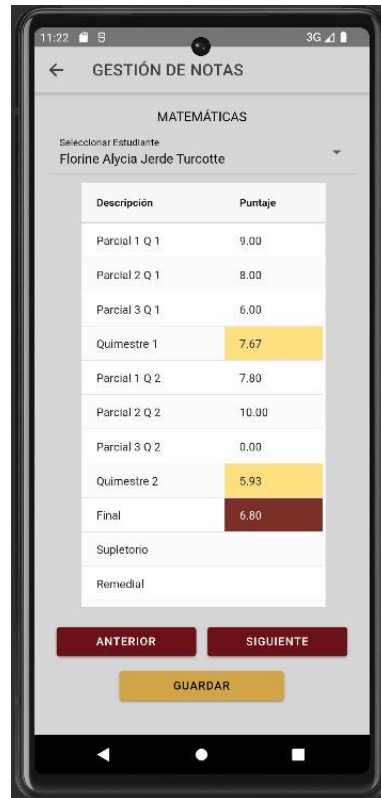 11:22 3G
GESTIÓN DE NOTAS
MATEMÁTICAS
Seleccionar Estudiante
Florine Alycia Jerde Turcotte
Descripción Puntaje
Parcial 1 Q 1 9.00
Parcial 2 Q 1 8.00
Parcial 3 Q 1 6.00
Quimestre 1 7.67
Parcial 1 Q 2 7.80
Parcial 2 Q 2 10.00
Parcial 3 Q 2 0.00
Quimestre 2 5.93
Final 6.80
Supletorio
Remedial
ANTERIOR SIGUIENTE
GUARDAR